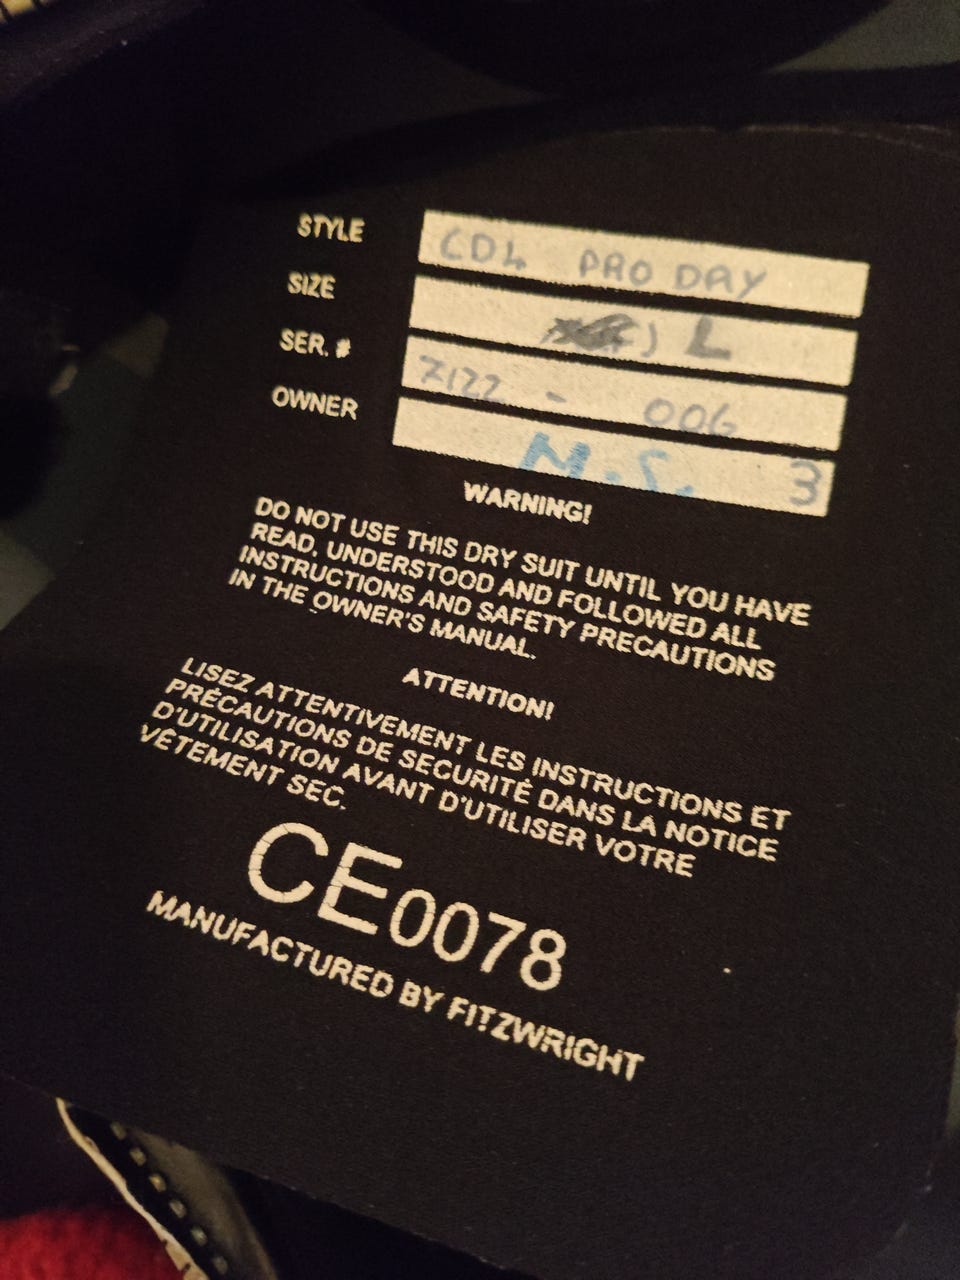 STYLE CD4 PRO DRY
SIZE L
SER. # Z122 - 006
OWNER M.C. 3
WARNING!
DO NOT USE THIS DRY SUIT UNTIL YOU HAVE
READ, UNDERSTOOD AND FOLLOWED ALL
INSTRUCTIONS AND SAFETY PRECAUTIONS
IN THE OWNER'S MANUAL.
ATTENTION!
LISEZ ATTENTIVEMENT LES INSTRUCTIONS ET
PRÉCAUTIONS DE SECURITÉ DANS LA NOTICE
D'UTILISATION AVANT D'UTILISER VOTRE
VÊTEMENT SEC.
CE0078
MANUFACTURED BY FITZWRIGHT